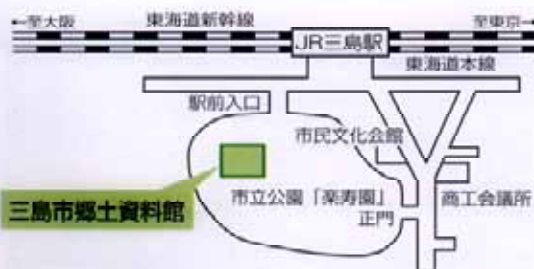 ←至大阪
東海道新幹線
至東京→
JR三島駅
東海道本線
駅前入口
市民文化会館
三島市郷土資料館
市立公園「楽寿園」
正門
商工会議所